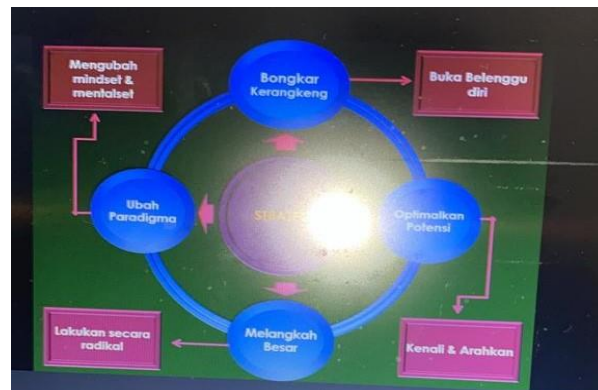 Mengubah
mindset &
mentalset
Bongkar
Kerangkeng
Buka Belenggu
diri
Ubah
Paradigma
Optimalkan
Potensi
Lakukan secara
radikal
Melangkah
Besar
Kenali & Arahkan